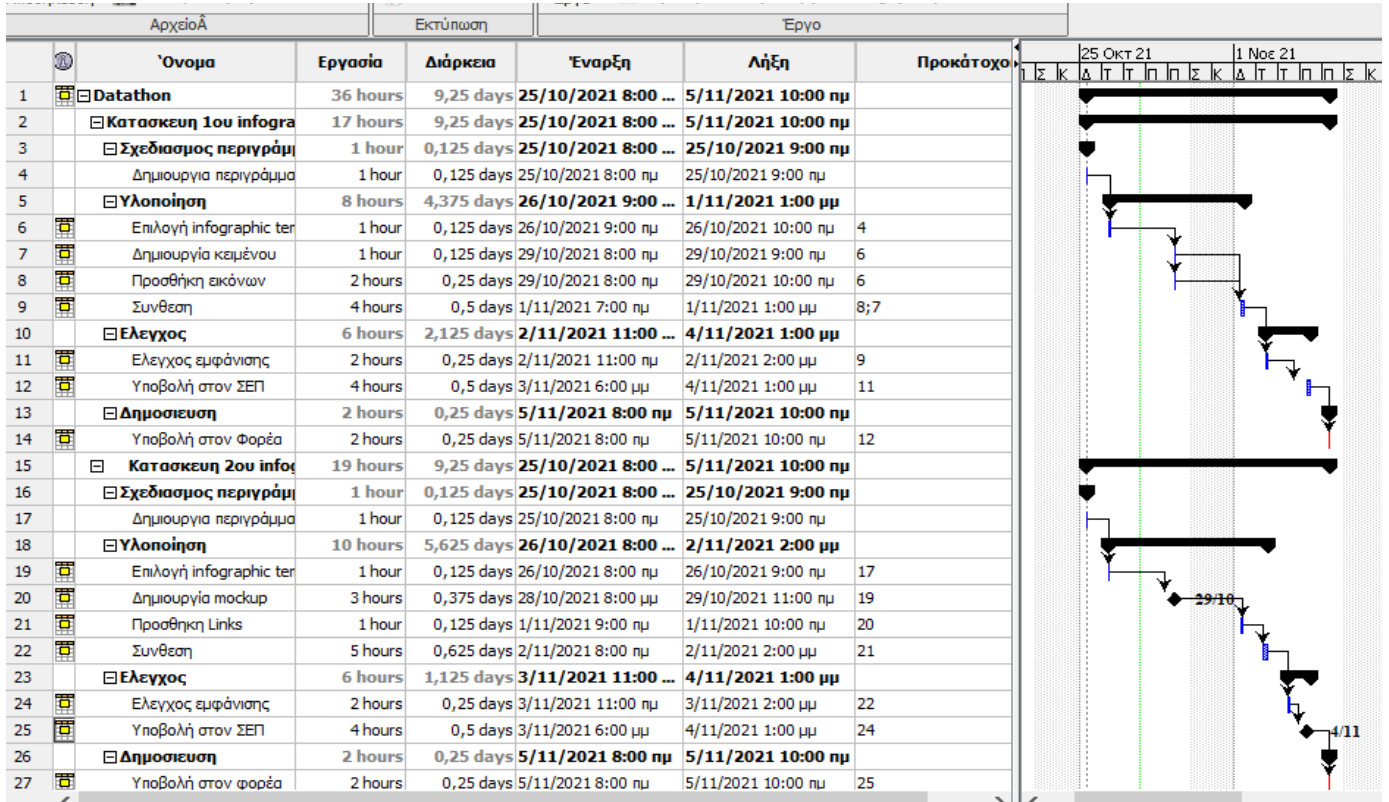 ΑρχείοÂ Εκτύπωση Έργο
Όνομα Εργασία Διάρκεια Έναρξη Λήξη Προκάτοχοι 25 Οκτ 21 1 Νοε 21
Σ Κ Δ Τ Τ Π Π Σ Κ Δ Τ Τ Π Π Σ Κ
1 Datathon 36 hours 9,25 days 25/10/2021 8:00 ... 5/11/2021 10:00 πμ
2 Κατασκευη 1ου infogra 17 hours 9,25 days 25/10/2021 8:00 ... 5/11/2021 10:00 πμ
3 Σχεδιασμος περιγράμμ 1 hour 0,125 days 25/10/2021 8:00 ... 25/10/2021 9:00 πμ
4 Δημιουργια περιγράμμα 1 hour 0,125 days 25/10/2021 8:00 πμ 25/10/2021 9:00 πμ
5 Υλοποίηση 8 hours 4,375 days 26/10/2021 9:00 ... 1/11/2021 1:00 μμ
6 Επιλογή infographic ter 1 hour 0,125 days 26/10/2021 9:00 πμ 26/10/2021 10:00 πμ 4
7 Δημιουργία κειμένου 1 hour 0,125 days 29/10/2021 8:00 πμ 29/10/2021 9:00 πμ 6
8 Προσθήκη εικόνων 2 hours 0,25 days 29/10/2021 8:00 πμ 29/10/2021 10:00 πμ 6
9 Συνθεση 4 hours 0,5 days 1/11/2021 7:00 πμ 1/11/2021 1:00 μμ 8;7
10 Ελεγχος 6 hours 2,125 days 2/11/2021 11:00 ... 4/11/2021 1:00 μμ
11 Ελεγχος εμφάνισης 2 hours 0,25 days 2/11/2021 11:00 πμ 2/11/2021 2:00 μμ 9
12 Υποβολή στον ΣΕΠ 4 hours 0,5 days 3/11/2021 6:00 μμ 4/11/2021 1:00 μμ 11
13 Δημοσιευση 2 hours 0,25 days 5/11/2021 8:00 πμ 5/11/2021 10:00 πμ
14 Υποβολή στον Φορέα 2 hours 0,25 days 5/11/2021 8:00 πμ 5/11/2021 10:00 πμ 12
15 Κατασκευη 2ου infog 19 hours 9,25 days 25/10/2021 8:00 ... 5/11/2021 10:00 πμ
16 Σχεδιασμος περιγράμμ 1 hour 0,125 days 25/10/2021 8:00 ... 25/10/2021 9:00 πμ
17 Δημιουργια περιγράμμα 1 hour 0,125 days 25/10/2021 8:00 πμ 25/10/2021 9:00 πμ
18 Υλοποίηση 10 hours 5,625 days 26/10/2021 8:00 ... 2/11/2021 2:00 μμ
19 Επιλογή infographic ter 1 hour 0,125 days 26/10/2021 8:00 πμ 26/10/2021 9:00 πμ 17
20 Δημιουργία mockup 3 hours 0,375 days 28/10/2021 8:00 μμ 29/10/2021 11:00 πμ 19 29/10
21 Προσθηκη Links 1 hour 0,125 days 1/11/2021 9:00 πμ 1/11/2021 10:00 πμ 20
22 Συνθεση 5 hours 0,625 days 2/11/2021 8:00 πμ 2/11/2021 2:00 μμ 21
23 Ελεγχος 6 hours 1,125 days 3/11/2021 11:00 ... 4/11/2021 1:00 μμ
24 Ελεγχος εμφάνισης 2 hours 0,25 days 3/11/2021 11:00 πμ 3/11/2021 2:00 μμ 22
25 Υποβολή στον ΣΕΠ 4 hours 0,5 days 3/11/2021 6:00 μμ 4/11/2021 1:00 μμ 24 4/11
26 Δημοσιευση 2 hours 0,25 days 5/11/2021 8:00 πμ 5/11/2021 10:00 πμ
27 Υποβολή στον φορέα 2 hours 0,25 days 5/11/2021 8:00 πμ 5/11/2021 10:00 πμ 25